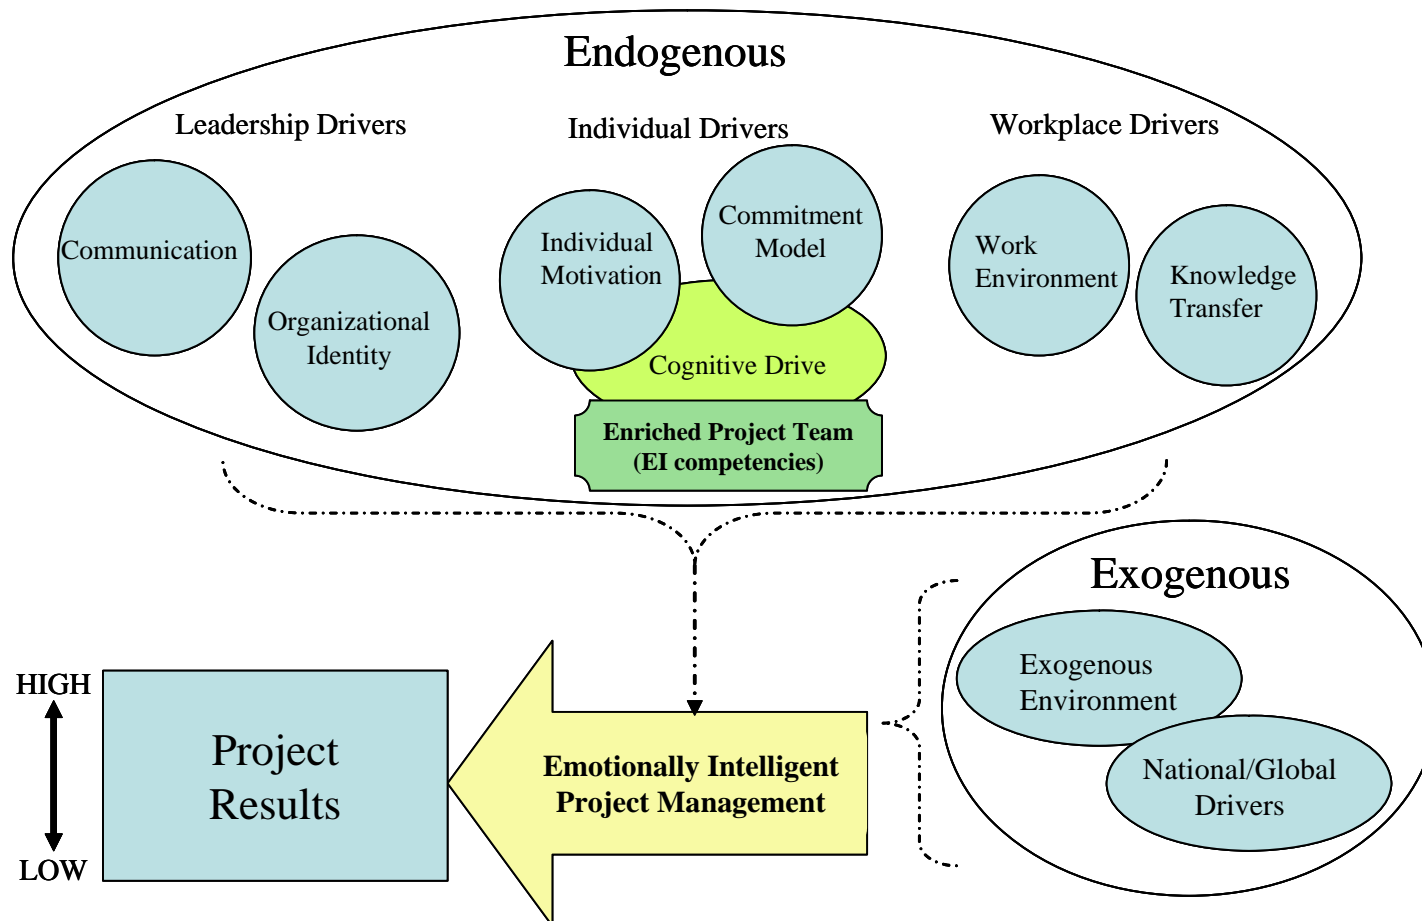 Endogenous
Leadership Drivers
Individual Drivers
Workplace Drivers
Communication
Organizational
Identity
Individual
Motivation
Commitment
Model
Cognitive Drive
Enriched Project Team
(EI competencies)
Work
Environment
Knowledge
Transfer
Exogenous
Exogenous
Environment
National/Global
Drivers
HIGH
LOW
Project
Results
Emotionally Intelligent
Project Management